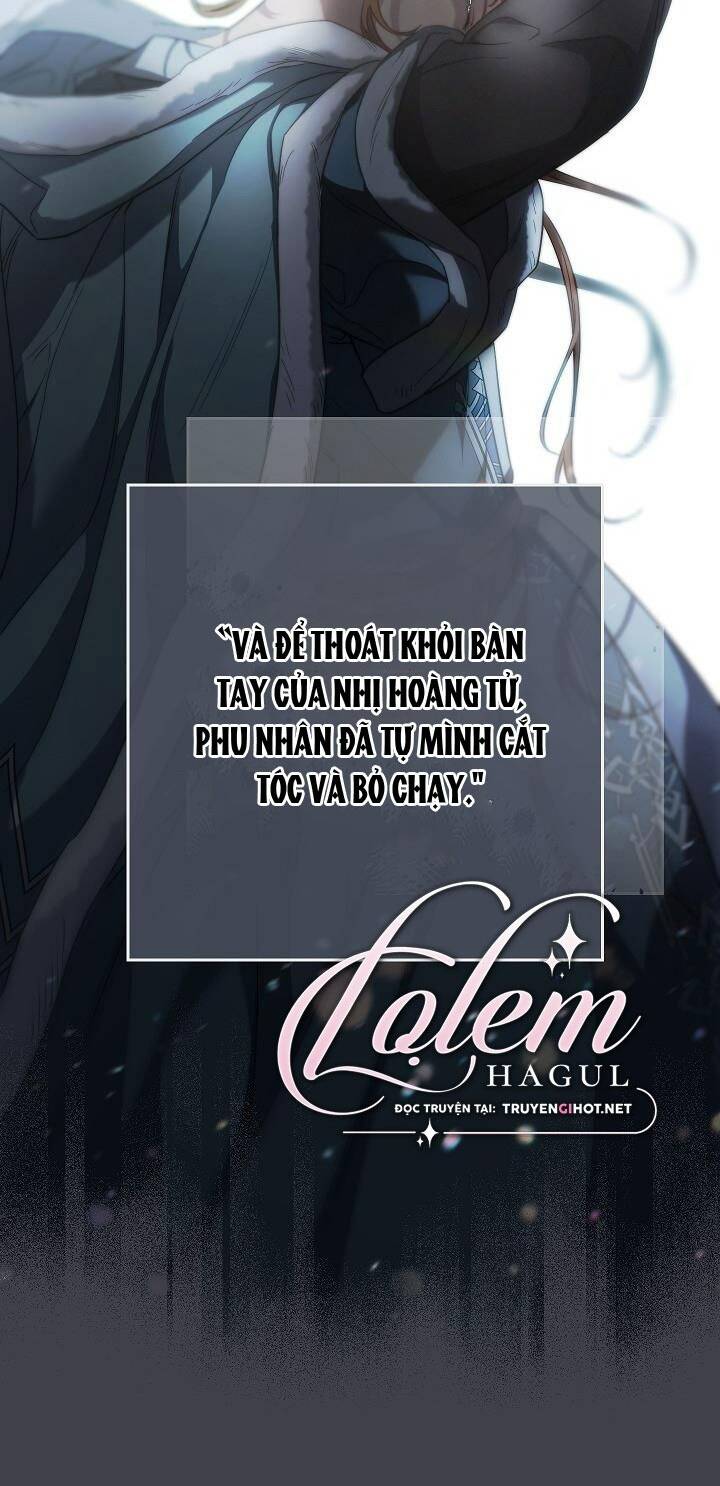 “VÀ ĐỂ THOÁT KHỎI BÀN
TAY CỦA NHỊ HOÀNG TỬ,
PHU NHÂN ĐÃ TỰ MÌNH CẮT
TÓC VÀ BỎ CHẠY."
Lọlem
HAGUL
ĐỌC TRUYỆN TẠI: TRUYENGIHOT.NET